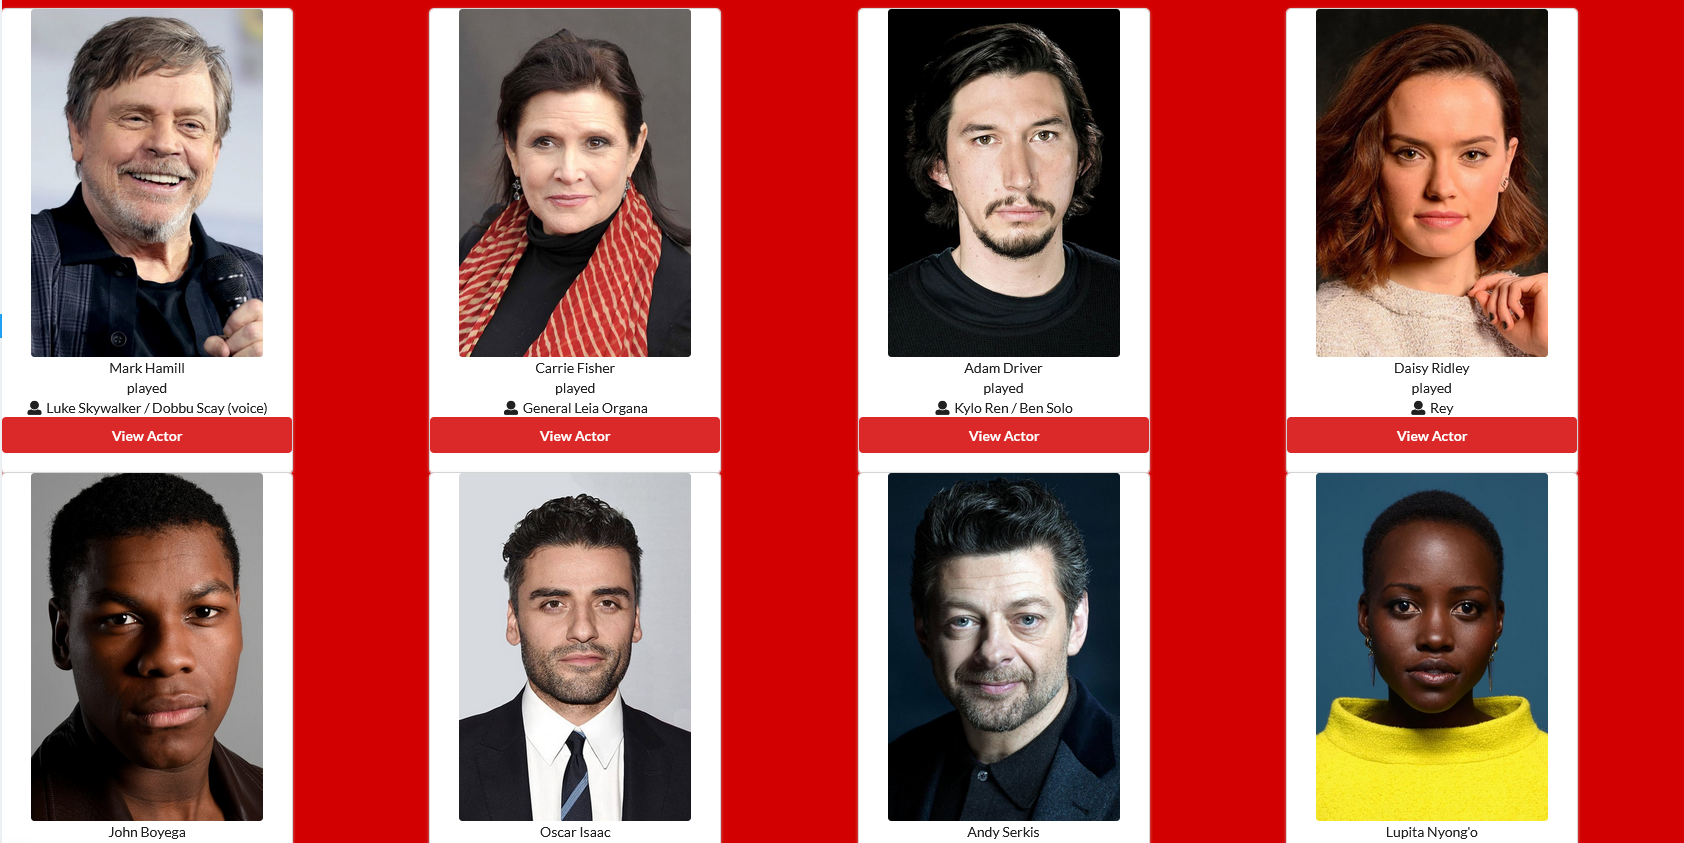 Mark Hamill
played
Luke Skywalker / Dobbu Scay (voice)
View Actor
Carrie Fisher
played
General Leia Organa
View Actor
Adam Driver
played
Kylo Ren / Ben Solo
View Actor
Daisy Ridley
played
Rey
View Actor
John Boyega
Oscar Isaac
Andy Serkis
Lupita Nyong'o